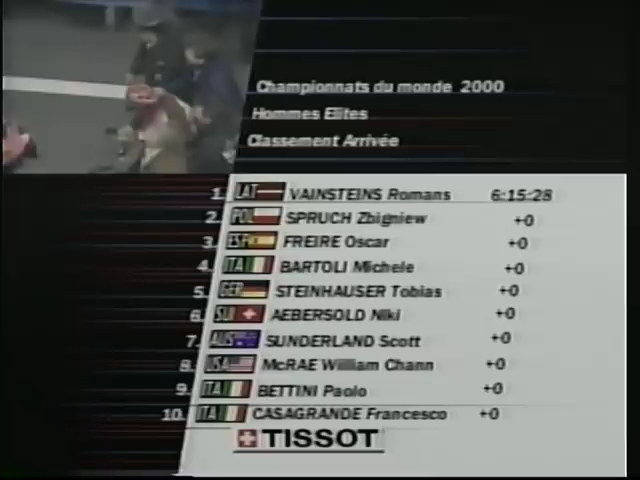 Championnats du monde 2000
Hommes Elites
Classement Arrivée
1. LAT VAINSTEINS Romans 6:15:28
2. POL SPRUCH Zbigniew +0
3. ESP FREIRE Oscar +0
4. ITA BARTOLI Michele +0
5. GER STEINHAUSER Tobias +0
6. SUI AEBERSOLD Niki +0
7. AUS SUNDERLAND Scott +0
8. USA McRAE William Chann +0
9. ITA BETTINI Paolo +0
10. ITA CASAGRANDE Francesco +0
TISSOT